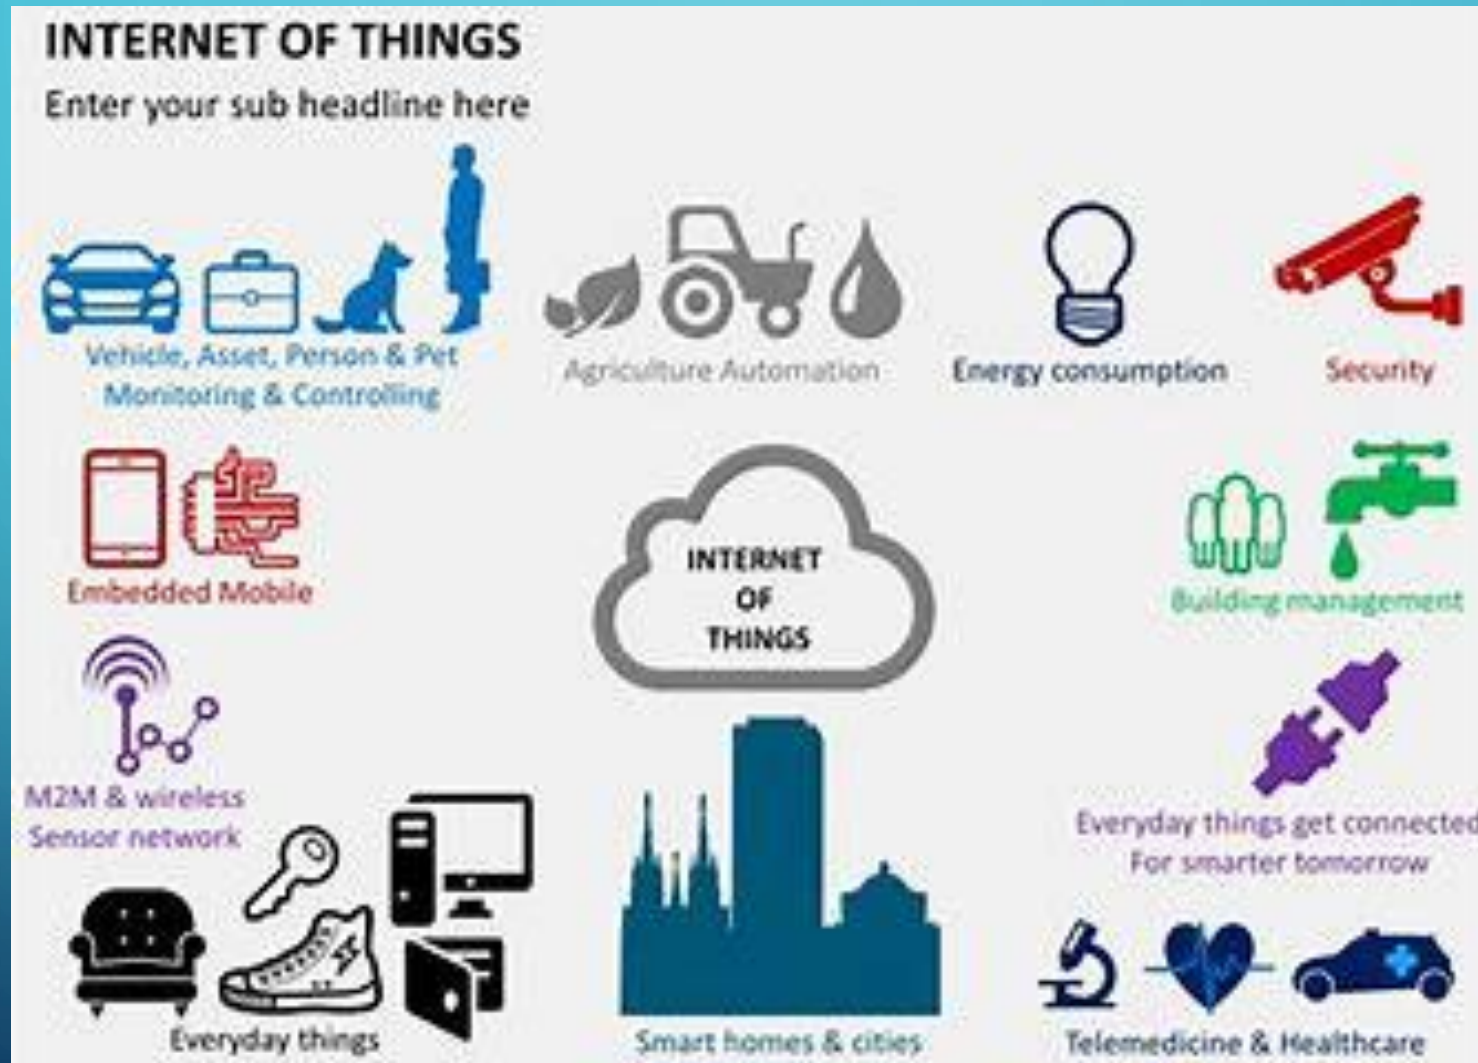 INTERNET OF THINGS
Enter your sub headline here
Vehicle, Asset, Person & Pet
Monitoring & Controlling
Agriculture Automation
Energy consumption
Security
Embedded Mobile
INTERNET
OF
THINGS
Building management
M2M & wireless
Sensor network
Everyday things get connected
For smarter tomorrow
Everyday things
Smart homes & cities
Telemedicine & Healthcare